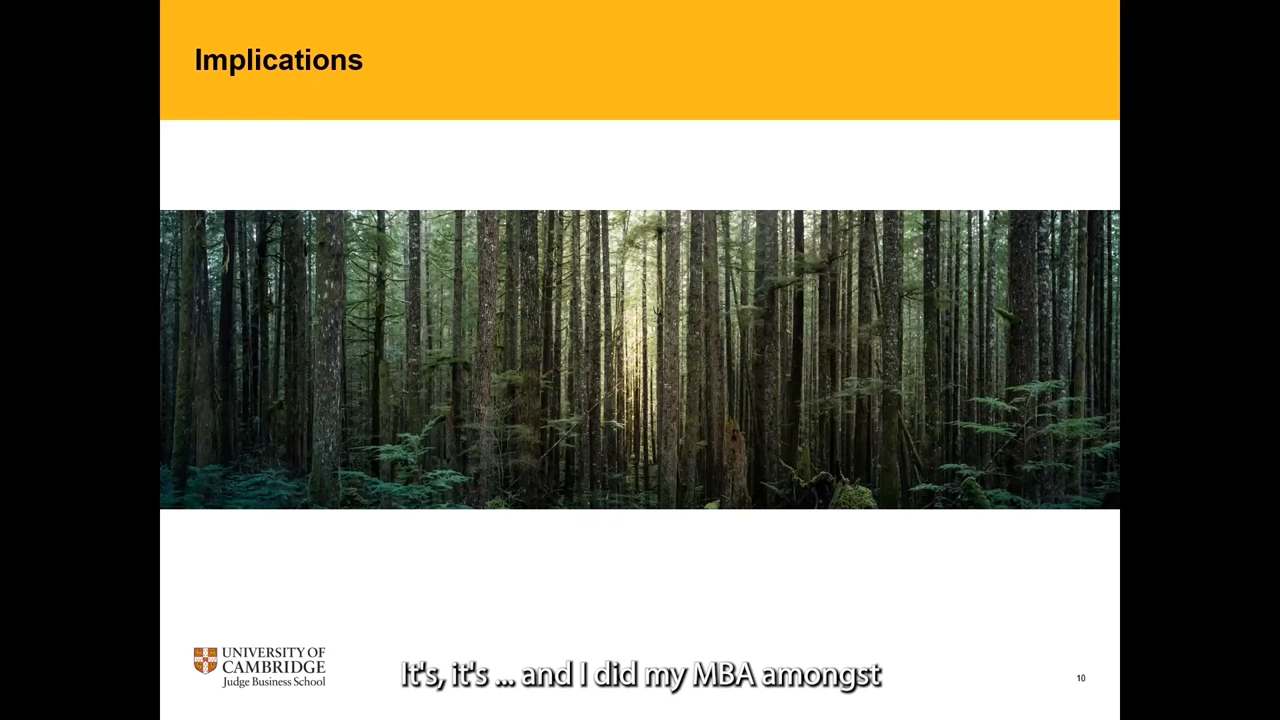 Implications
UNIVERSITY OF
CAMBRIDGE
Judge Business School
It's, it's ... and I did my MBA amongst
10